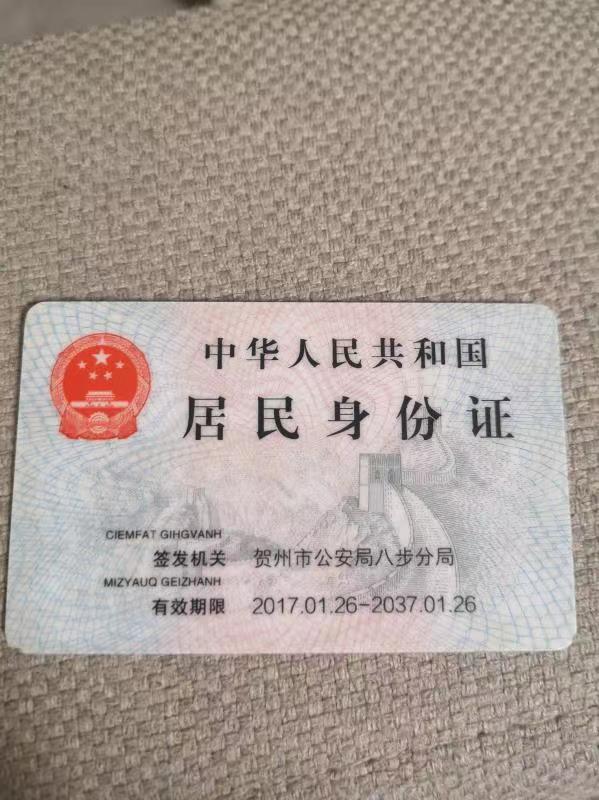 中华人民共和国
居民身份证
CIEMFAT GIHGVANH
签发机关 贺州市公安局八步分局
MIZYAUQ GEIZHANH
有效期限 2017.01.26-2037.01.26